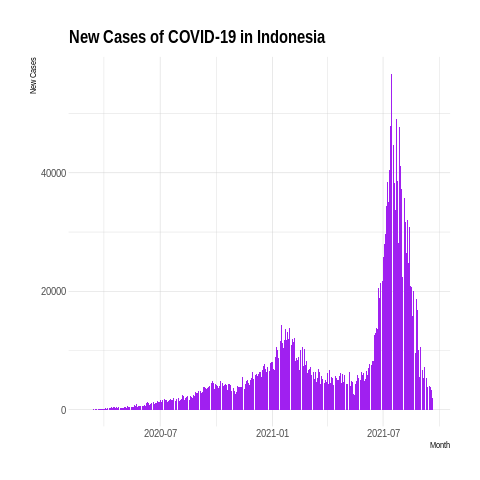 New Cases of COVID-19 in Indonesia
New Cases
40000
20000
0
2020-07
2021-01
2021-07
Month